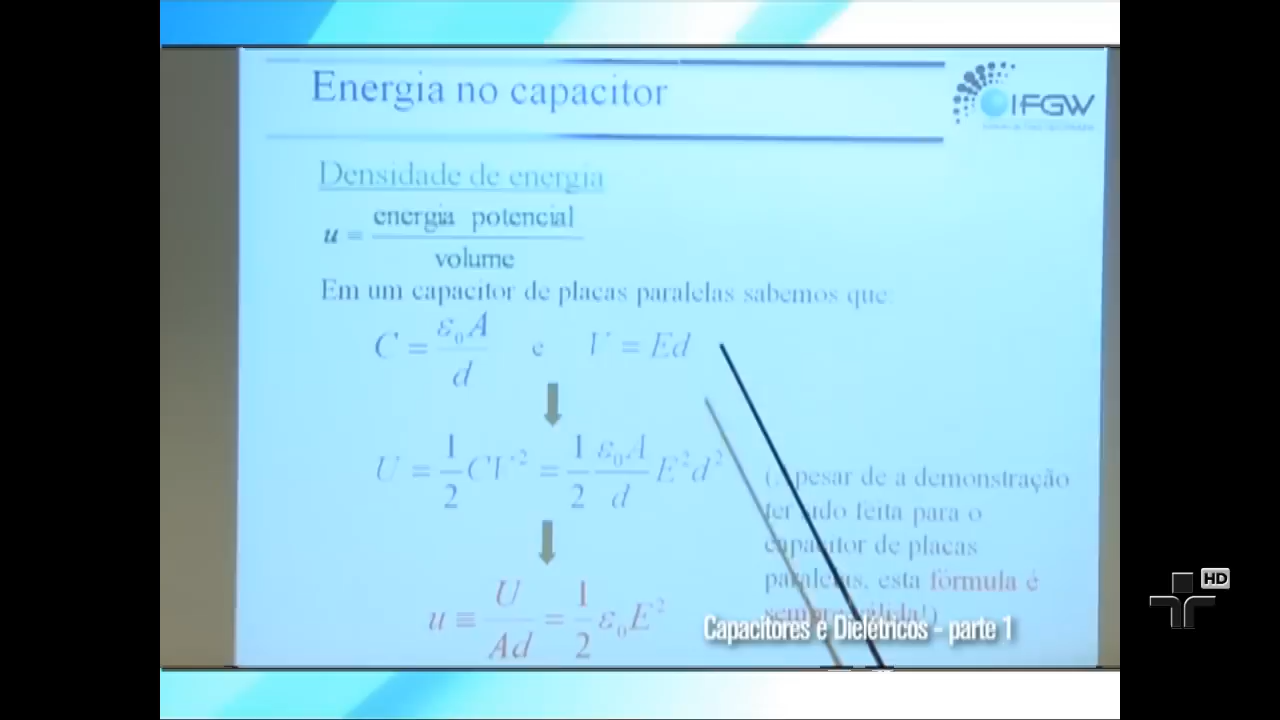 Energia no capacitor
IFGW
Densidade de energia
u = energia potencial / volume
Em um capacitor de placas paralelas sabemos que:
C = ε₀A / d e V = Ed
U = 1/2 CV² = 1/2 ε₀A/d E²d²
(Apesar de a demonstração
ter sido feita para o
capacitor de placas
paralelas, esta fórmula é
sempre válida!)
u ≡ U/Ad = 1/2 ε₀E²
Capacitores e Dielétricos - parte 1
HD